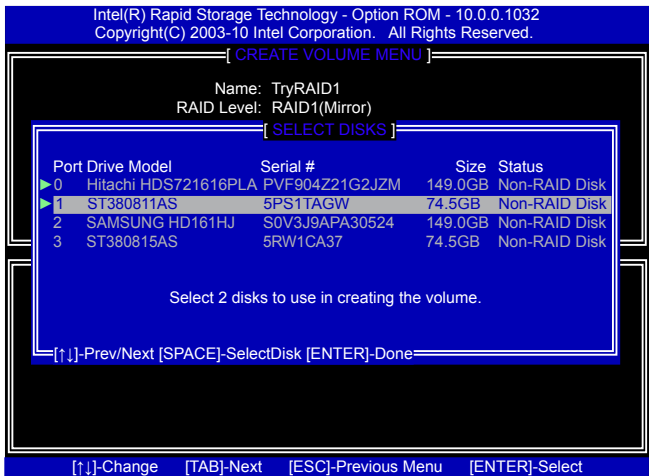 Intel(R) Rapid Storage Technology - Option ROM - 10.0.0.1032
Copyright(C) 2003-10 Intel Corporation. All Rights Reserved.
[ CREATE VOLUME MENU ]
Name: TryRAID1
RAID Level: RAID1(Mirror)
[ SELECT DISKS ]
Port Drive Model Serial # Size Status
0 Hitachi HDS721616PLA PVF904Z21G2JZM 149.0GB Non-RAID Disk
1 ST380811AS 5PS1TAGW 74.5GB Non-RAID Disk
2 SAMSUNG HD161HJ S0V3J9APA30524 149.0GB Non-RAID Disk
3 ST380815AS 5RW1CA37 74.5GB Non-RAID Disk
Select 2 disks to use in creating the volume.
[↑↓]-Prev/Next [SPACE]-SelectDisk [ENTER]-Done
[↑↓]-Change [TAB]-Next [ESC]-Previous Menu [ENTER]-Select